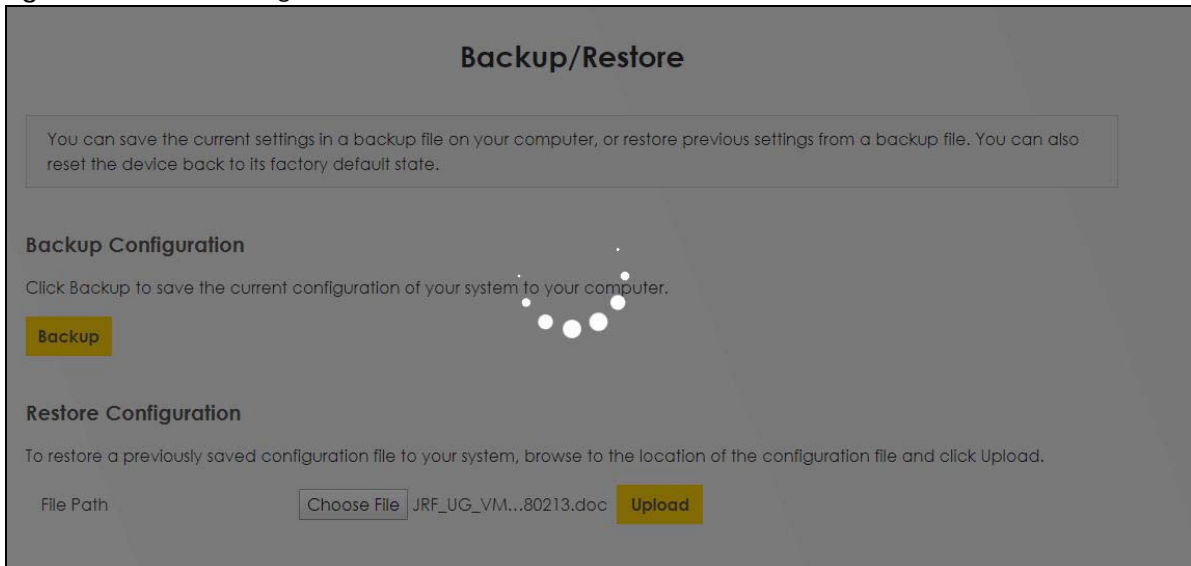 Backup/Restore
You can save the current settings in a backup file on your computer, or restore previous settings from a backup file. You can also
reset the device back to its factory default state.
Backup Configuration
Click Backup to save the current configuration of your system to your computer.
Backup
Restore Configuration
To restore a previously saved configuration file to your system, browse to the location of the configuration file and click Upload.
File Path Choose File JRF_UG_VM...80213.doc Upload